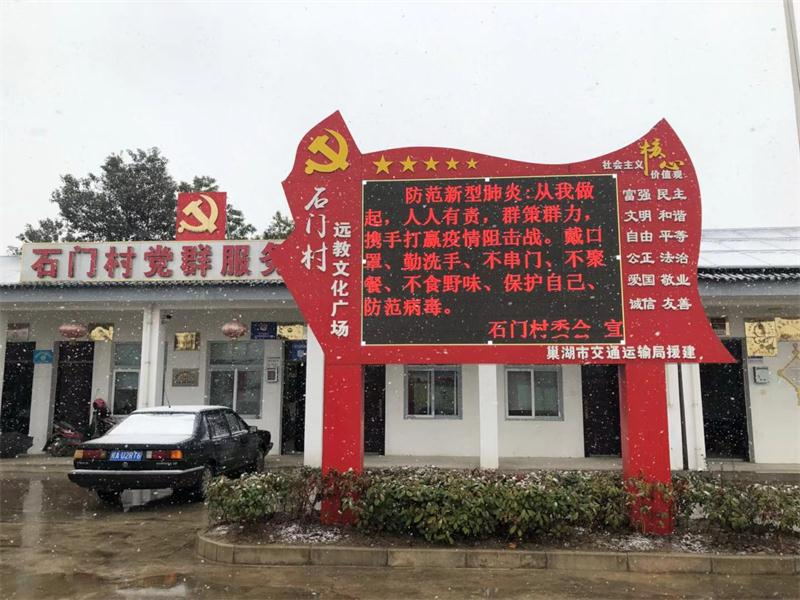 石门村党群服务
石门村
远教文化广场
防范新型肺炎:从我做
起,人人有责,群策群力,
携手打赢疫情阻击战。戴口
罩、勤洗手、不串门、不聚
餐、不食野味、保护自己、
防范病毒。
石门村委会 宣
社会主义
核心
价值观
富强 民主
文明 和谐
自由 平等
公正 法治
爱国 敬业
诚信 友善
巢湖市交通运输局援建